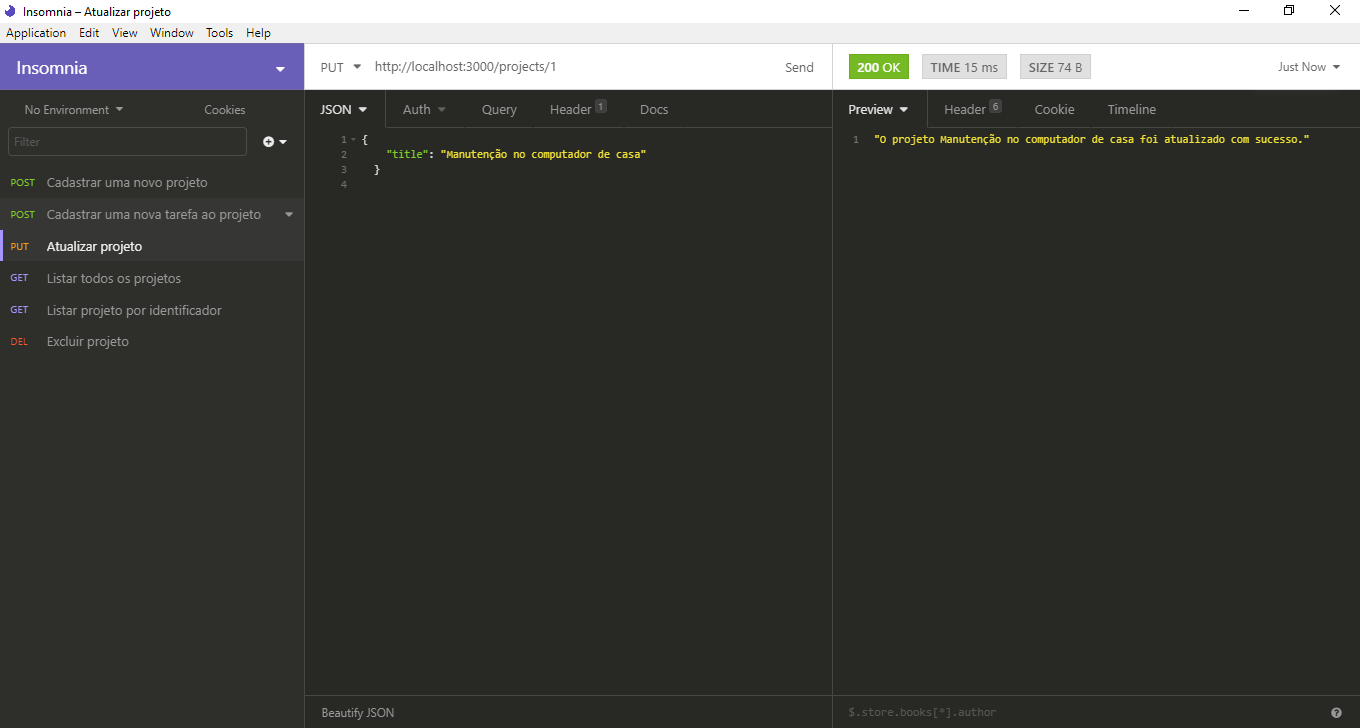 Insomnia – Atualizar projeto
Application Edit View Window Tools Help
Insomnia
PUT http://localhost:3000/projects/1 Send
200 OK TIME 15 ms SIZE 74 B Just Now
No Environment Cookies
JSON Auth Query Header 1 Docs
Preview Header 6 Cookie Timeline
Filter
POST Cadastrar uma novo projeto
POST Cadastrar uma nova tarefa ao projeto
PUT Atualizar projeto
GET Listar todos os projetos
GET Listar projeto por identificador
DEL Excluir projeto
1 {
2 "title": "Manutenção no computador de casa"
3 }
4
1 "O projeto Manutenção no computador de casa foi atualizado com sucesso."
Beautify JSON
$.store.books[*].author